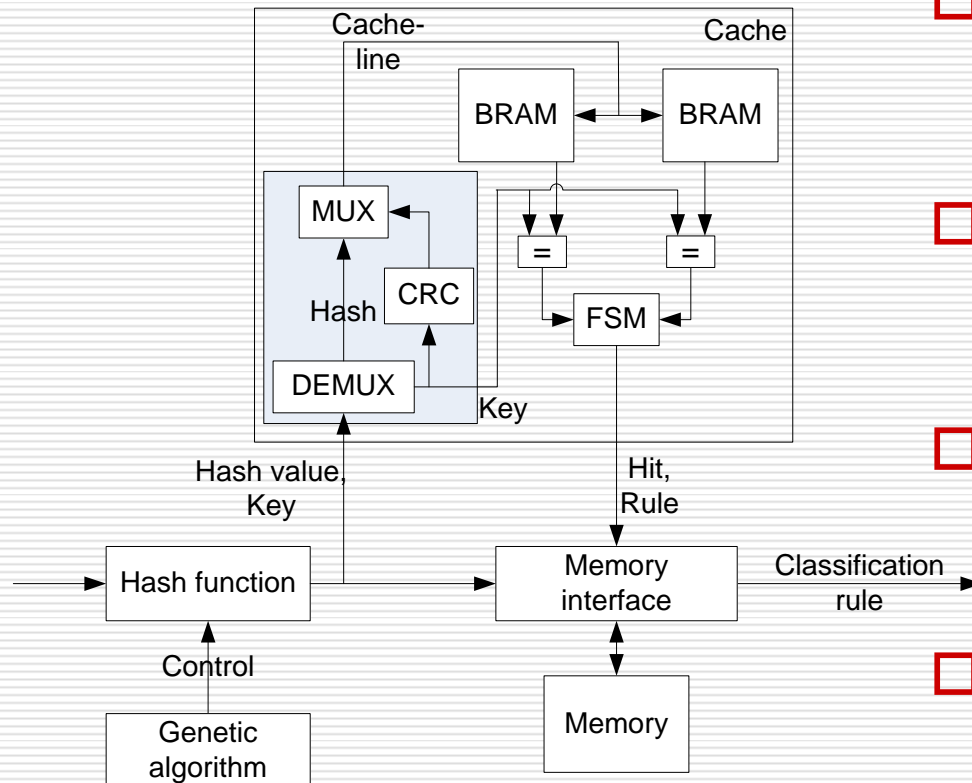 Cache-
line
Cache
BRAM
BRAM
MUX
=
=
CRC
Hash
FSM
DEMUX
Key
Hash value,
Key
Hit,
Rule
Hash function
Memory
interface
Classification
rule
Control
Genetic
algorithm
Memory